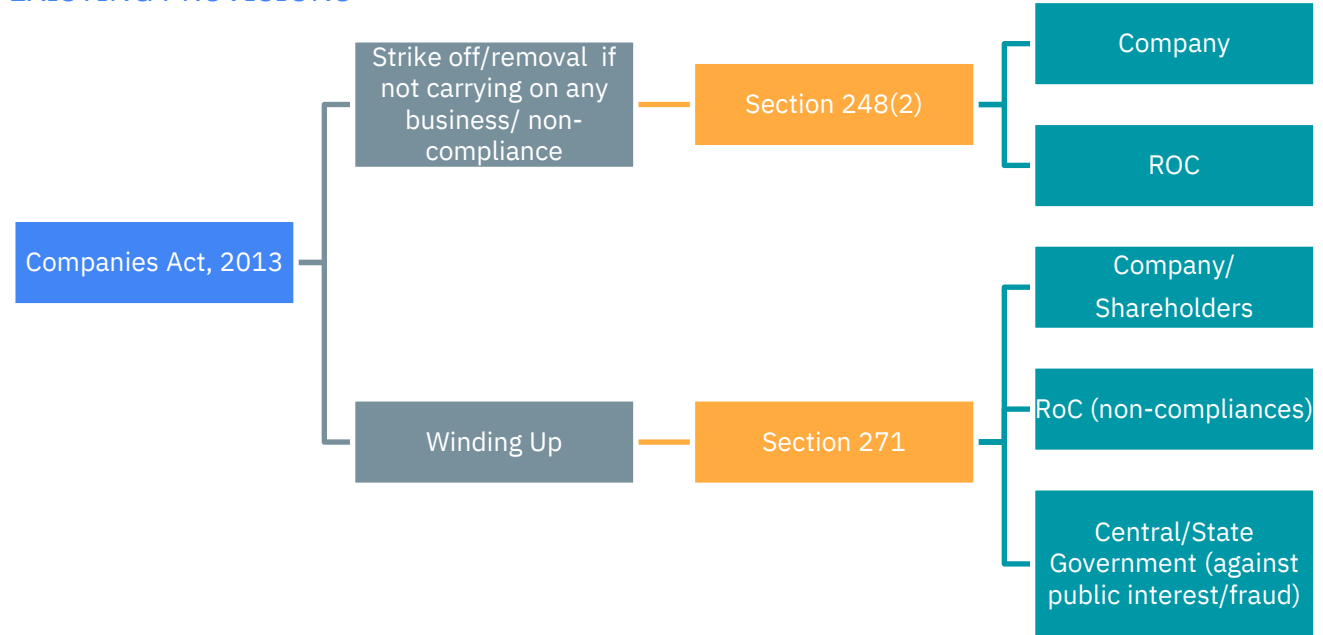 Strike off/removal if
not carrying on any
business/ non-
compliance
Section 248(2)
Company
ROC
Companies Act, 2013
Winding Up
Section 271
Company/
Shareholders
RoC (non-compliances)
Central/State
Government (against
public interest/fraud)